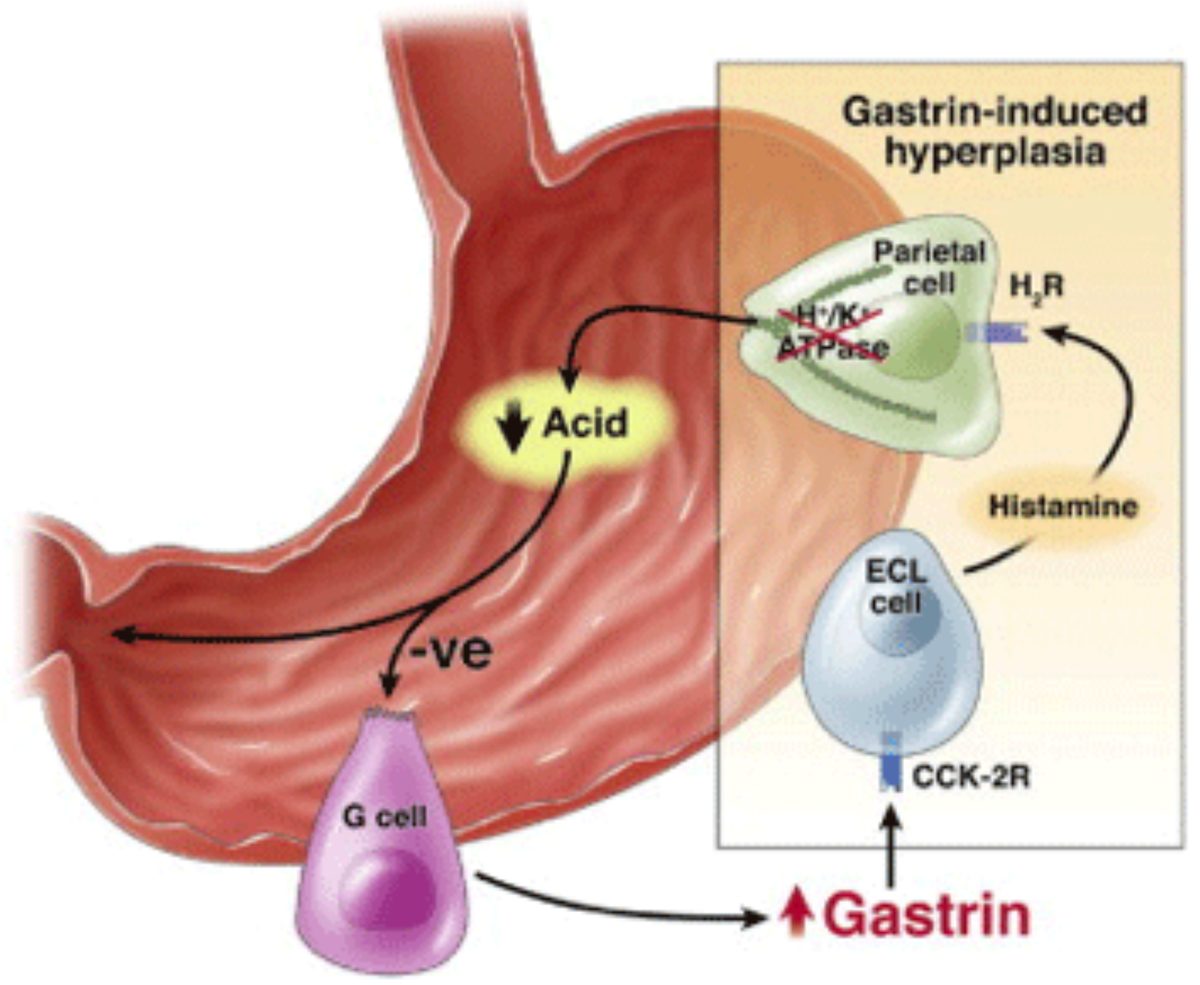 Gastrin-induced
hyperplasia
Parietal
cell
H₂R
H⁺/K⁺
ATPase
Acid
Histamine
ECL
cell
-ve
CCK-2R
G cell
Gastrin